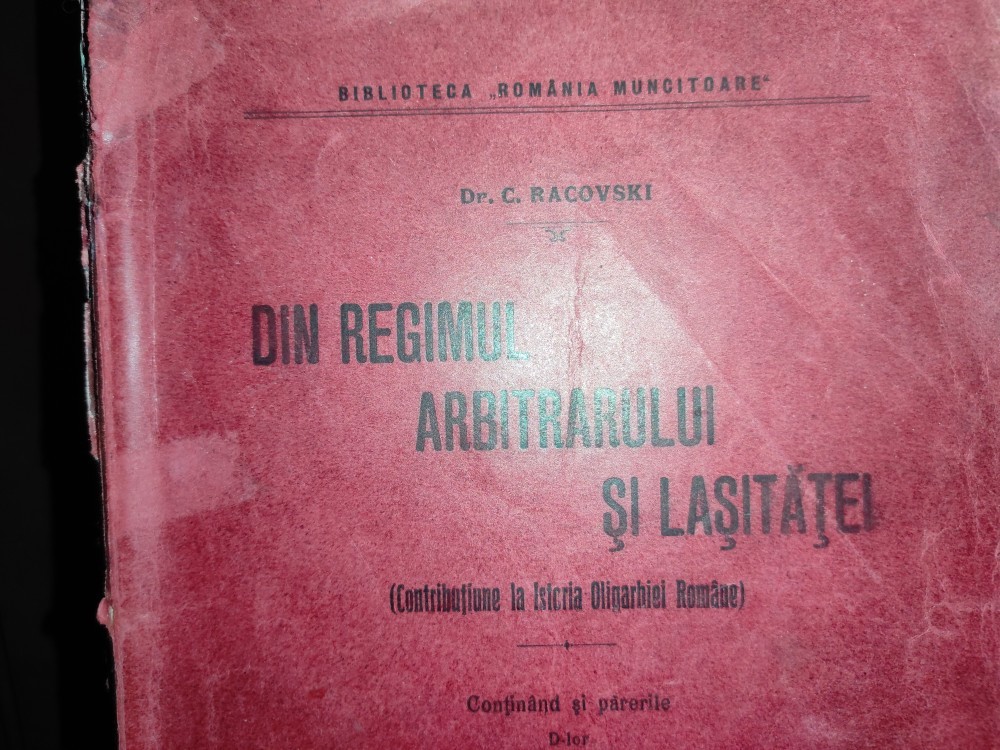 BIBLIOTECA „ROMÂNIA MUNCITOARE“
Dr. C. RACOVSKI
DIN REGIMUL
ARBITRARULUI
ŞI LAŞITĂŢEI
(Contribuţiune la Istoria Oligarhiei Române)
Conţinând şi părerile
D-lor